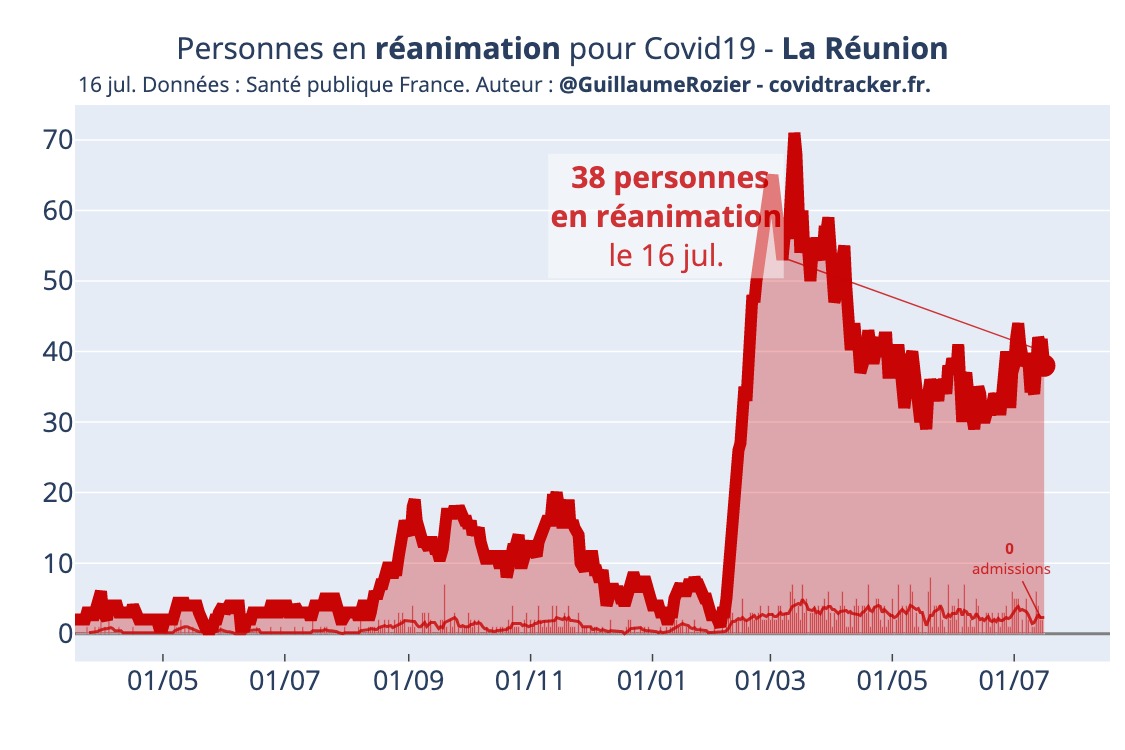 Personnes en réanimation pour Covid19 - La Réunion
16 jul. Données : Santé publique France. Auteur : @GuillaumeRozier - covidtracker.fr.
70
60
50
40
30
20
10
0
38 personnes
en réanimation
le 16 jul.
0
admissions
01/05
01/07
01/09
01/11
01/01
01/03
01/05
01/07